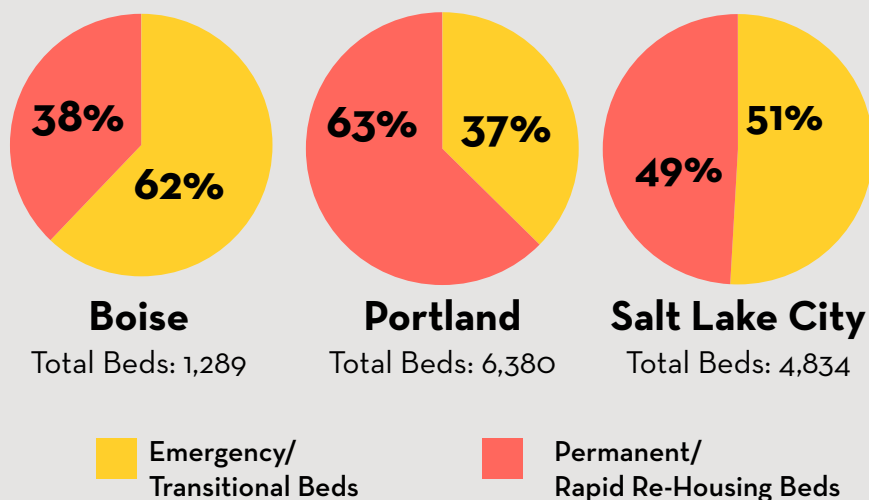 38%
62%
63%
37%
49%
51%
Boise
Total Beds: 1,289
Portland
Total Beds: 6,380
Salt Lake City
Total Beds: 4,834
Emergency/
Transitional Beds
Permanent/
Rapid Re-Housing Beds